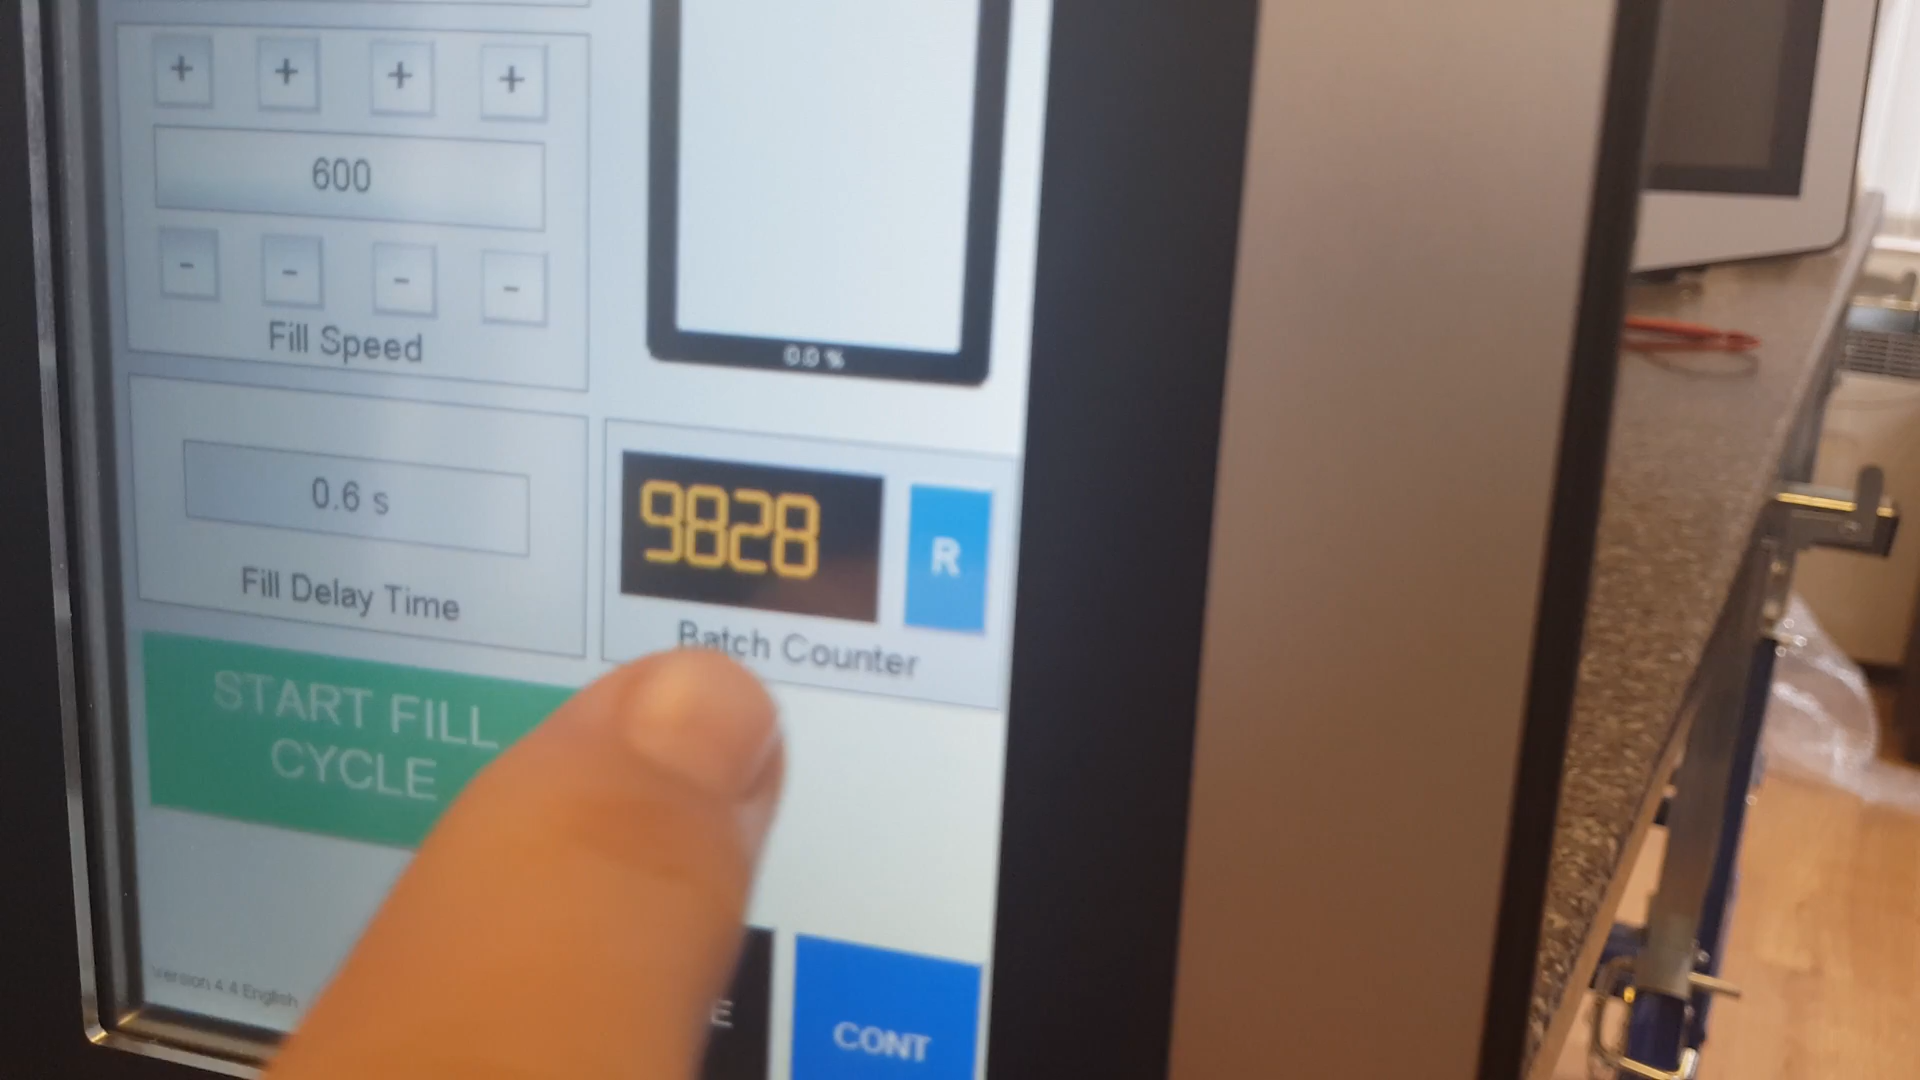 + + + +
600
- - - -
Fill Speed
0.0 %
0.6 s
Fill Delay Time
9828
R
Batch Counter
START FILL
CYCLE
Version 4.4 English
CONT